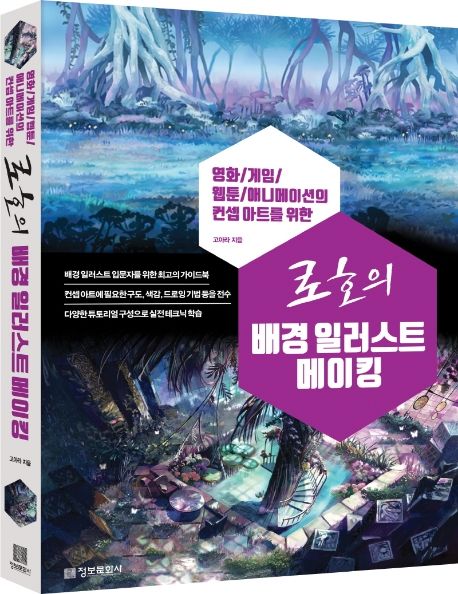 영화/게임/
웹툰/애니메이션의
컨셉 아트를 위한
고아라 지음
로호의
배경 일러스트
메이킹
배경 일러스트 입문자를 위한 최고의 가이드북
컨셉 아트에 필요한 구도, 색감, 드로잉 기법 등을 전수
다양한 튜토리얼 구성으로 실전 테크닉 학습
정보문화사
영화/게임/웹툰/
애니메이션의
컨셉 아트를 위한
로호의
배경 일러스트 메이킹
고아라 지음
정보문화사